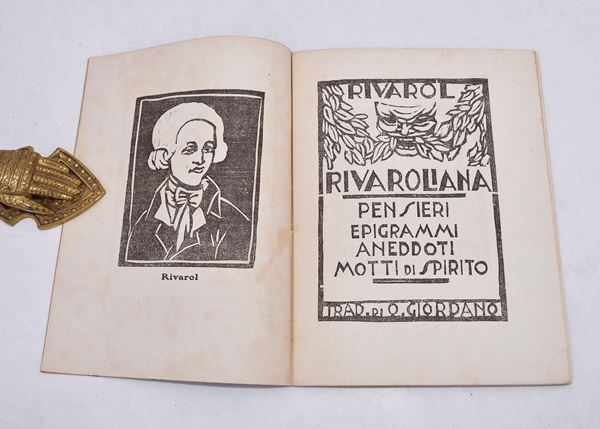 Rivarol
RIVAROL
RIVAROLIANA
PENSIERI
EPIGRAMMI
ANEDDOTI
MOTTI DI SPIRITO
TRAD. DI O. GIORDANO